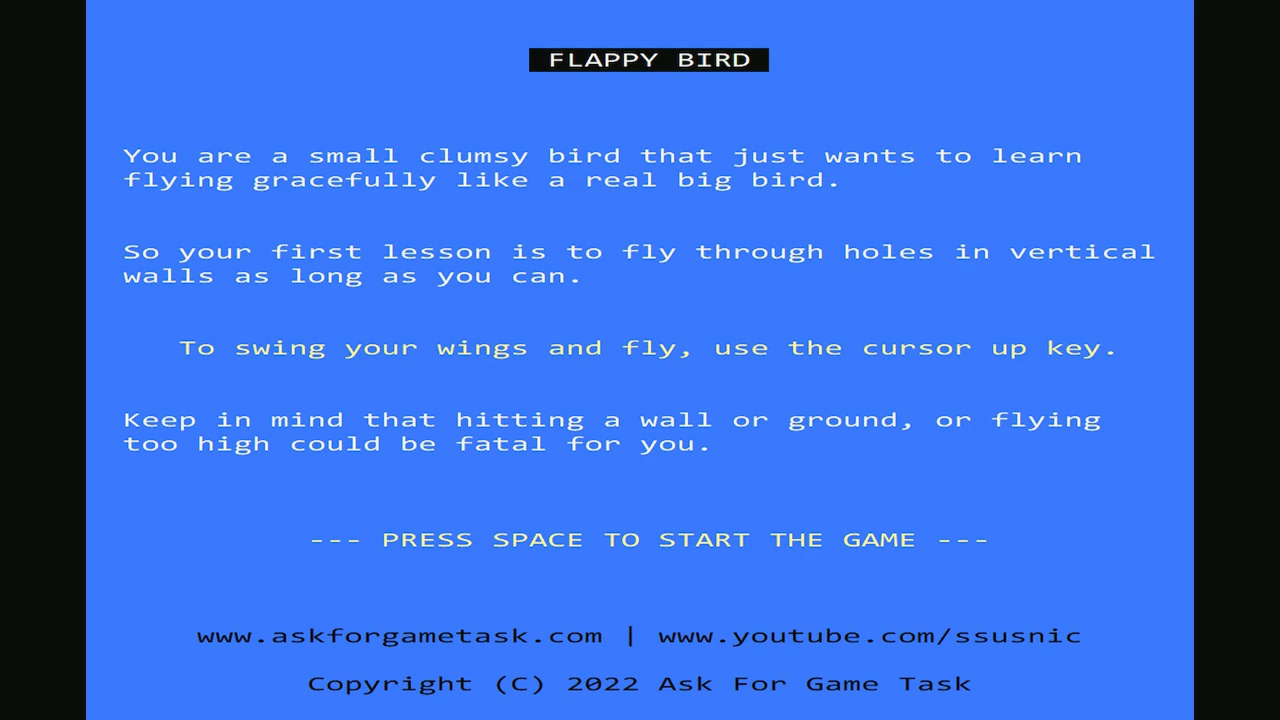 FLAPPY BIRD
You are a small clumsy bird that just wants to learn
flying gracefully like a real big bird.
So your first lesson is to fly through holes in vertical
walls as long as you can.
To swing your wings and fly, use the cursor up key.
Keep in mind that hitting a wall or ground, or flying
too high could be fatal for you.
--- PRESS SPACE TO START THE GAME ---
www.askforgametask.com | www.youtube.com/ssusnic
Copyright (C) 2022 Ask For Game Task